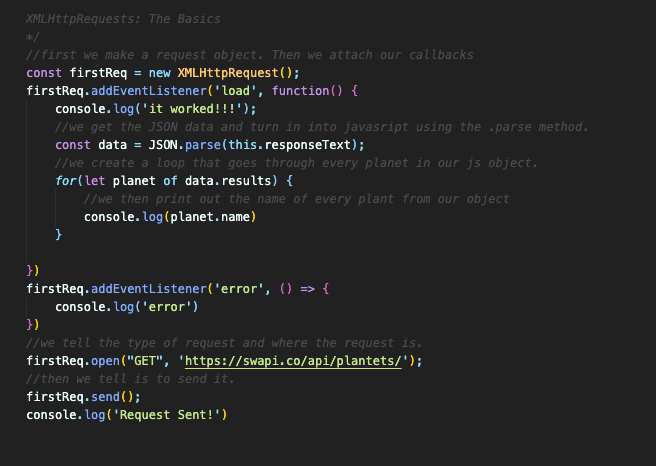 XMLHttpRequests: The Basics
*/
//first we make a request object. Then we attach our callbacks
const firstReq = new XMLHttpRequest();
firstReq.addEventListener('load', function() {
console.log('it worked!!!');
//we get the JSON data and turn in into javasript using the .parse method.
const data = JSON.parse(this.responseText);
//we create a loop that goes through every planet in our js object.
for(let planet of data.results) {
//we then print out the name of every plant from our object
console.log(planet.name)
}
})
firstReq.addEventListener('error', () => {
console.log('error')
})
//we tell the type of request and where the request is.
firstReq.open("GET", 'https://swapi.co/api/plantets/');
//then we tell is to send it.
firstReq.send();
console.log('Request Sent!')